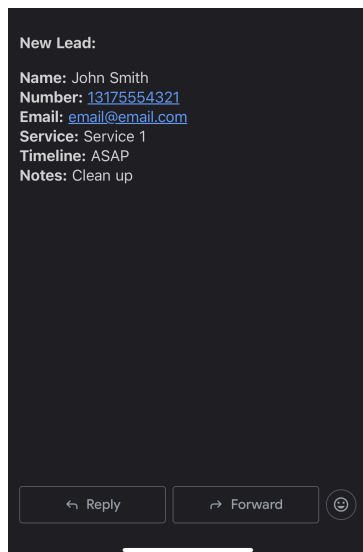 New Lead:
Name: John Smith
Number: 13175554321
Email: email@email.com
Service: Service 1
Timeline: ASAP
Notes: Clean up
Reply
Forward